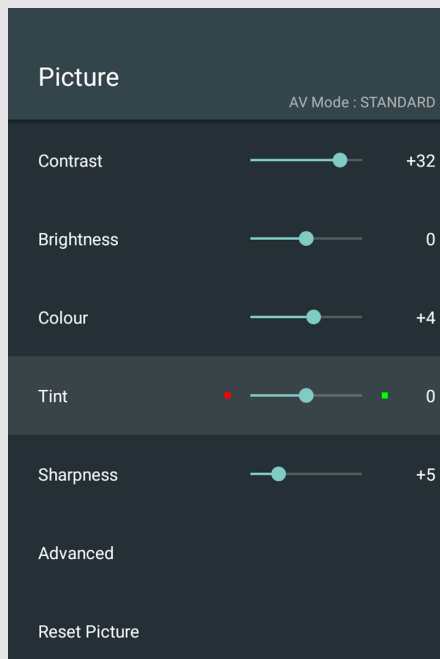 Picture
AV Mode : STANDARD
Contrast +32
Brightness 0
Colour +4
Tint 0
Sharpness +5
Advanced
Reset Picture